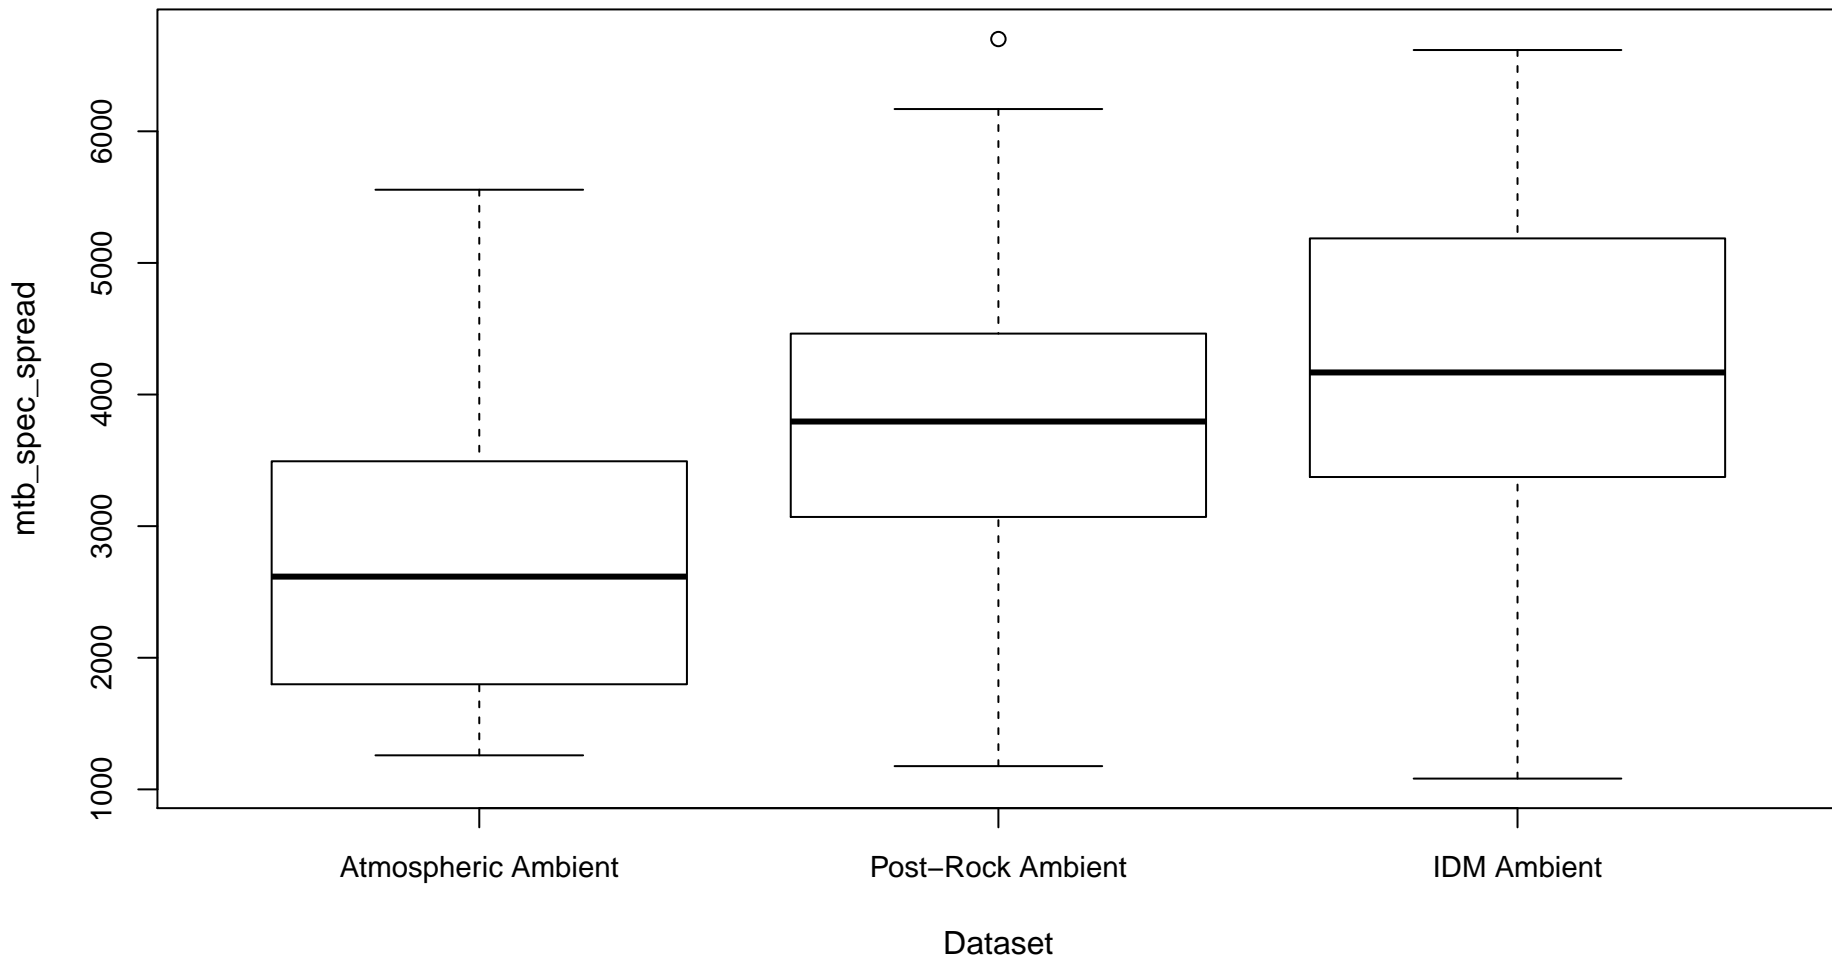 mtb_spec_spread
6000
5000
4000
3000
2000
1000
Atmospheric Ambient
Post−Rock Ambient
IDM Ambient
Dataset